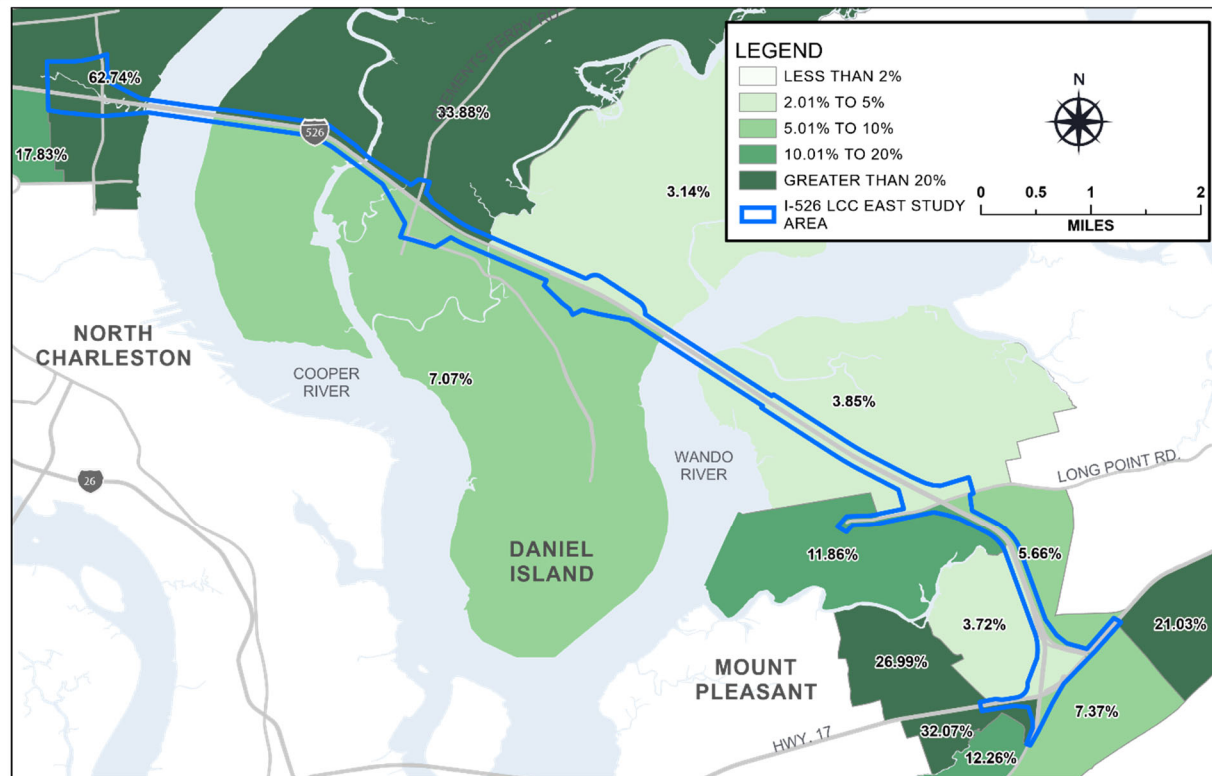 LEGEND
LESS THAN 2%
2.01% TO 5%
5.01% TO 10%
10.01% TO 20%
GREATER THAN 20%
I-526 LCC EAST STUDY
AREA
N
0 0.5 1 2
MILES
62.74%
17.83%
526
33.88%
3.14%
NORTH
CHARLESTON
COOPER
RIVER
7.07%
3.85%
WANDO
RIVER
26
LONG POINT RD.
DANIEL
ISLAND
11.86%
5.66%
3.72%
21.03%
26.99%
MOUNT
PLEASANT
7.37%
HWY. 17
32.07%
12.26%